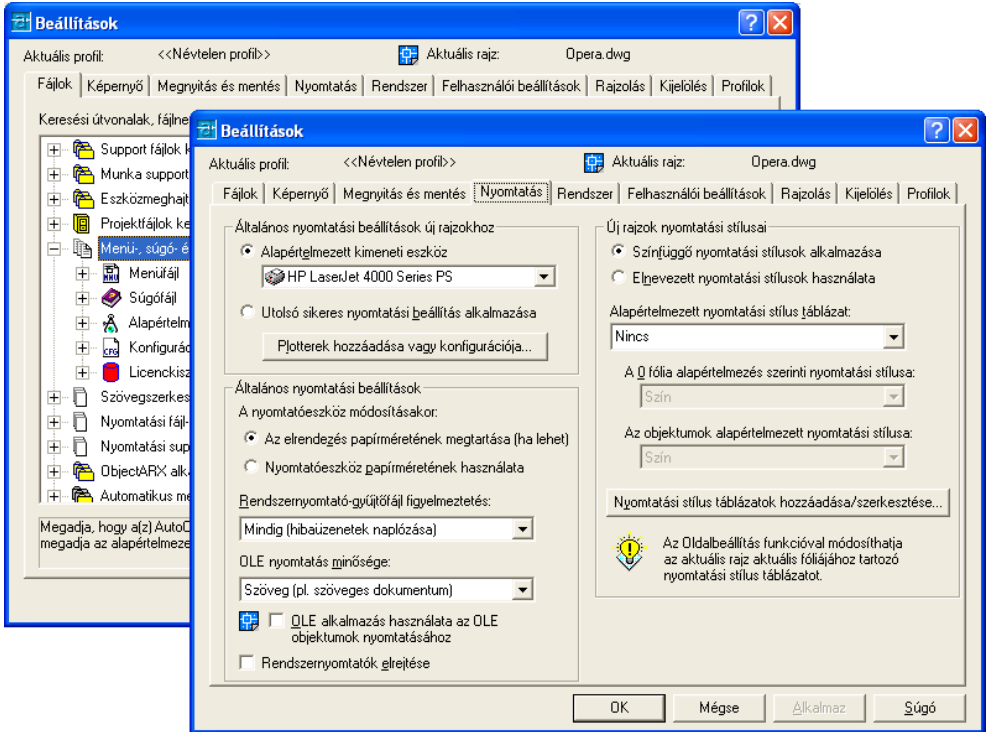 Beállítások
Aktuális profil: <<Névtelen profil>> Aktuális rajz: Opera.dwg
Fájlok Képernyő Megnyitás és mentés Nyomtatás Rendszer Felhasználói beállítások Rajzolás Kijelölés Profilok
Keresési útvonalak, fájlne
Support fájlok k
Munka support
Eszközmeghajt
Projektfájlok ke
Menü-, súgó- é
Menüfájl
Súgófájl
Alapértelm
Konfigurác
Licenckisz
Szövegszerkes
Nyomtatási fájl-
Nyomtatási sup
ObjectARX alk
Automatikus me
Megadja, hogy a(z) AutoC
megadja az alapértelmeze
Beállítások
Aktuális profil: <<Névtelen profil>> Aktuális rajz: Opera.dwg
Fájlok Képernyő Megnyitás és mentés Nyomtatás Rendszer Felhasználói beállítások Rajzolás Kijelölés Profilok
Általános nyomtatási beállítások új rajzokhoz
Alapértelmezett kimeneti eszköz
HP LaserJet 4000 Series PS
Utolsó sikeres nyomtatási beállítás alkalmazása
Plotterek hozzáadása vagy konfigurációja...
Általános nyomtatási beállítások
A nyomtatóeszköz módosításakor:
Az elrendezés papírméretének megtartása (ha lehet)
Nyomtatóeszköz papírméretének használata
Rendszernyomtató-gyűjtőfájl figyelmeztetés:
Mindig (hibaüzenetek naplózása)
OLE nyomtatás minősége:
Szöveg (pl. szöveges dokumentum)
OLE alkalmazás használata az OLE
objektumok nyomtatásához
Rendszernyomtatók elrejtése
Új rajzok nyomtatási stílusai
Színfüggő nyomtatási stílusok alkalmazása
Elnevezett nyomtatási stílusok használata
Alapértelmezett nyomtatási stílus táblázat:
Nincs
A 0 fólia alapértelmezés szerinti nyomtatási stílusa:
Szín
Az objektumok alapértelmezett nyomtatási stílusa:
Szín
Nyomtatási stílus táblázatok hozzáadása/szerkesztése...
Az Oldalbeállítás funkcióval módosíthatja
az aktuális rajz aktuális fóliájához tartozó
nyomtatási stílus táblázatot.
OK Mégse Alkalmaz Súgó